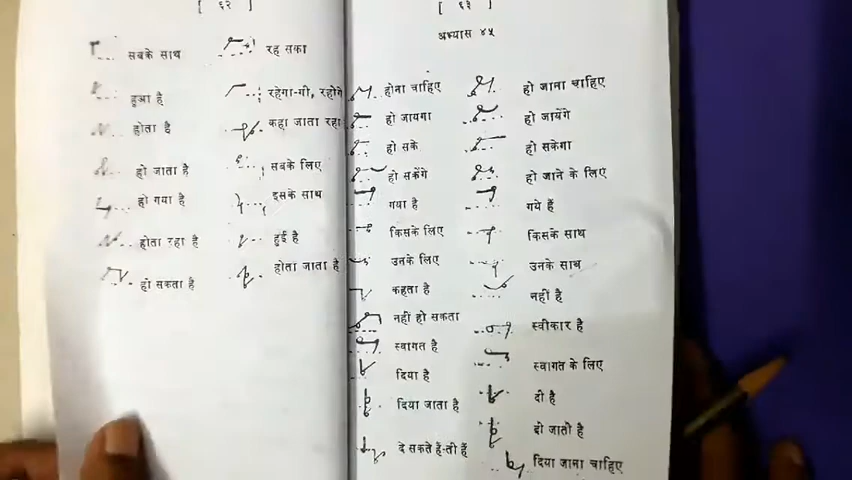 [ ६२ ]
सबके साथ रह सका
हुआ है रहेगा-गी, रहोगे
होता है कहा जाता रहा
हो जाता है सबके लिए
हो गया है इसके साथ
होता रहा है हुई है
हो सकता है होता जाता है
[ ६३ ]
अभ्यास ४५
होना चाहिए हो जाना चाहिए
हो जायगा हो जायेंगे
हो सके हो सकेगा
हो सकेंगे हो जाने के लिए
गया है गये हैं
किसके लिए किसके साथ
उनके लिए उनके साथ
कहता है नहीं है
नहीं हो सकता स्वीकार है
स्वागत है स्वागत के लिए
दिया है दी है
दिया जाता है दी जाती है
दे सकते हैं-ती हैं दिया जाना चाहिए